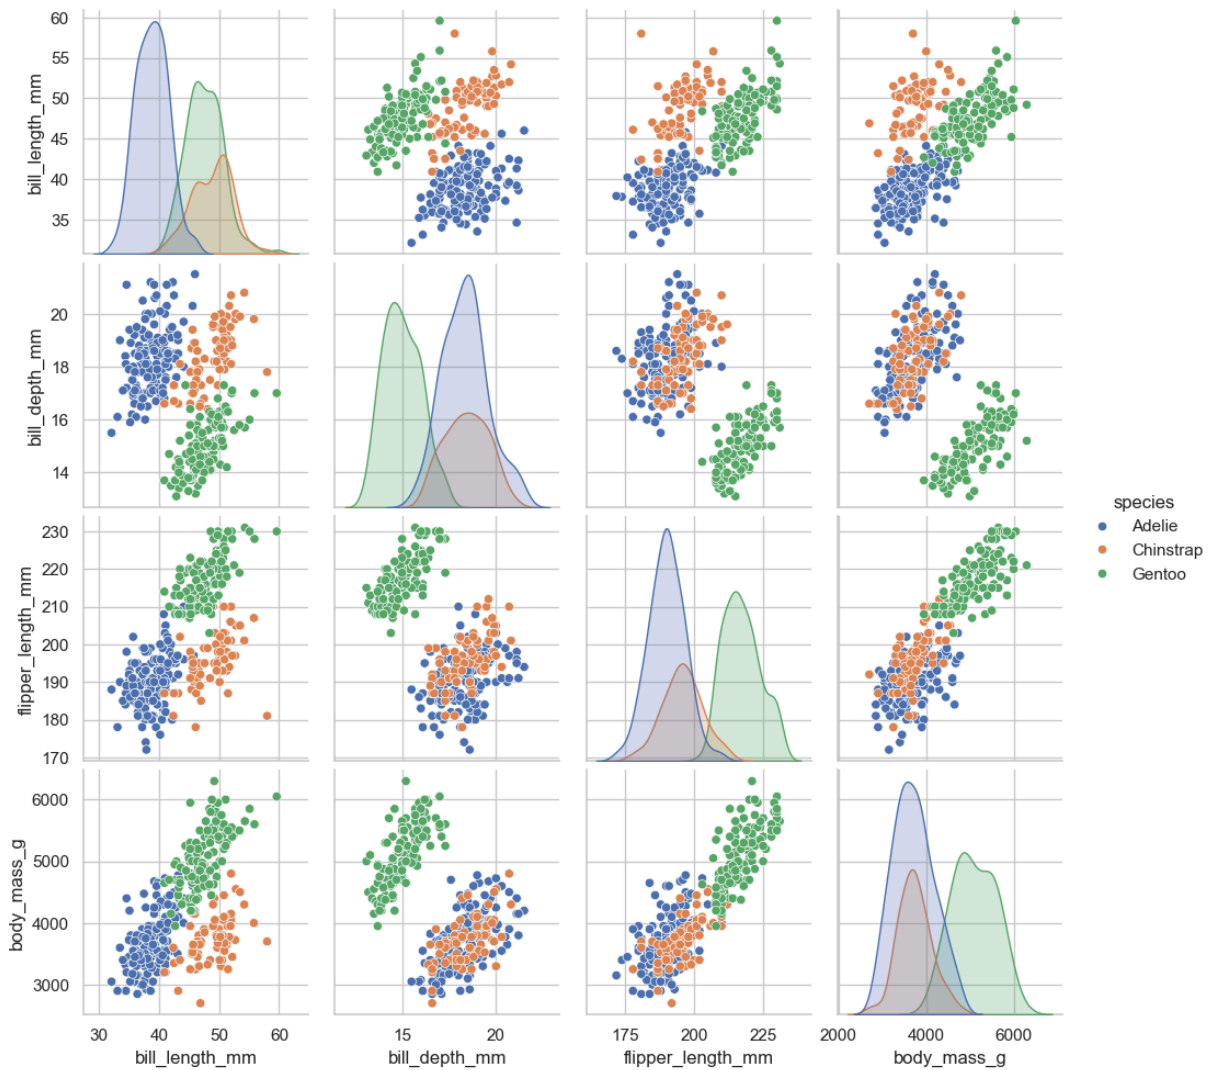 60
55
50
45
40
35
bill_length_mm
20
18
16
14
bill_depth_mm
230
220
210
200
190
180
170
flipper_length_mm
6000
5000
4000
3000
body_mass_g
30 40 50 60
bill_length_mm
15 20
bill_depth_mm
175 200 225
flipper_length_mm
2000 4000 6000
body_mass_g
species
Adelie
Chinstrap
Gentoo